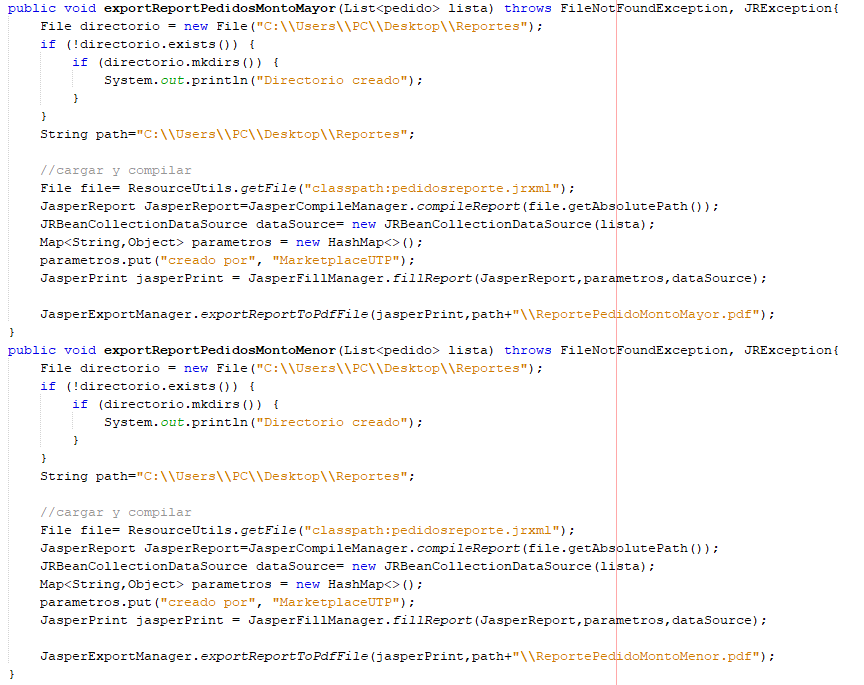 public void exportReportPedidosMontoMayor(List<pedido> lista) throws FileNotFoundException, JRException{
    File directorio = new File("C:\\Users\\PC\\Desktop\\Reportes");
    if (!directorio.exists()) {
        if (directorio.mkdirs()) {
            System.out.println("Directorio creado");
        }
    }
    String path="C:\\Users\\PC\\Desktop\\Reportes";

    //cargar y compilar
    File file= ResourceUtils.getFile("classpath:pedidosreporte.jrxml");
    JasperReport JasperReport=JasperCompileManager.compileReport(file.getAbsolutePath());
    JRBeanCollectionDataSource dataSource= new JRBeanCollectionDataSource(lista);
    Map<String,Object> parametros = new HashMap<>();
    parametros.put("creado por", "MarketplaceUTP");
    JasperPrint jasperPrint = JasperFillManager.fillReport(JasperReport,parametros,dataSource);

    JasperExportManager.exportReportToPdfFile(jasperPrint,path+"\\ReportePedidoMontoMayor.pdf");
}
public void exportReportPedidosMontoMenor(List<pedido> lista) throws FileNotFoundException, JRException{
    File directorio = new File("C:\\Users\\PC\\Desktop\\Reportes");
    if (!directorio.exists()) {
        if (directorio.mkdirs()) {
            System.out.println("Directorio creado");
        }
    }
    String path="C:\\Users\\PC\\Desktop\\Reportes";

    //cargar y compilar
    File file= ResourceUtils.getFile("classpath:pedidosreporte.jrxml");
    JasperReport JasperReport=JasperCompileManager.compileReport(file.getAbsolutePath());
    JRBeanCollectionDataSource dataSource= new JRBeanCollectionDataSource(lista);
    Map<String,Object> parametros = new HashMap<>();
    parametros.put("creado por", "MarketplaceUTP");
    JasperPrint jasperPrint = JasperFillManager.fillReport(JasperReport,parametros,dataSource);

    JasperExportManager.exportReportToPdfFile(jasperPrint,path+"\\ReportePedidoMontoMenor.pdf");
}